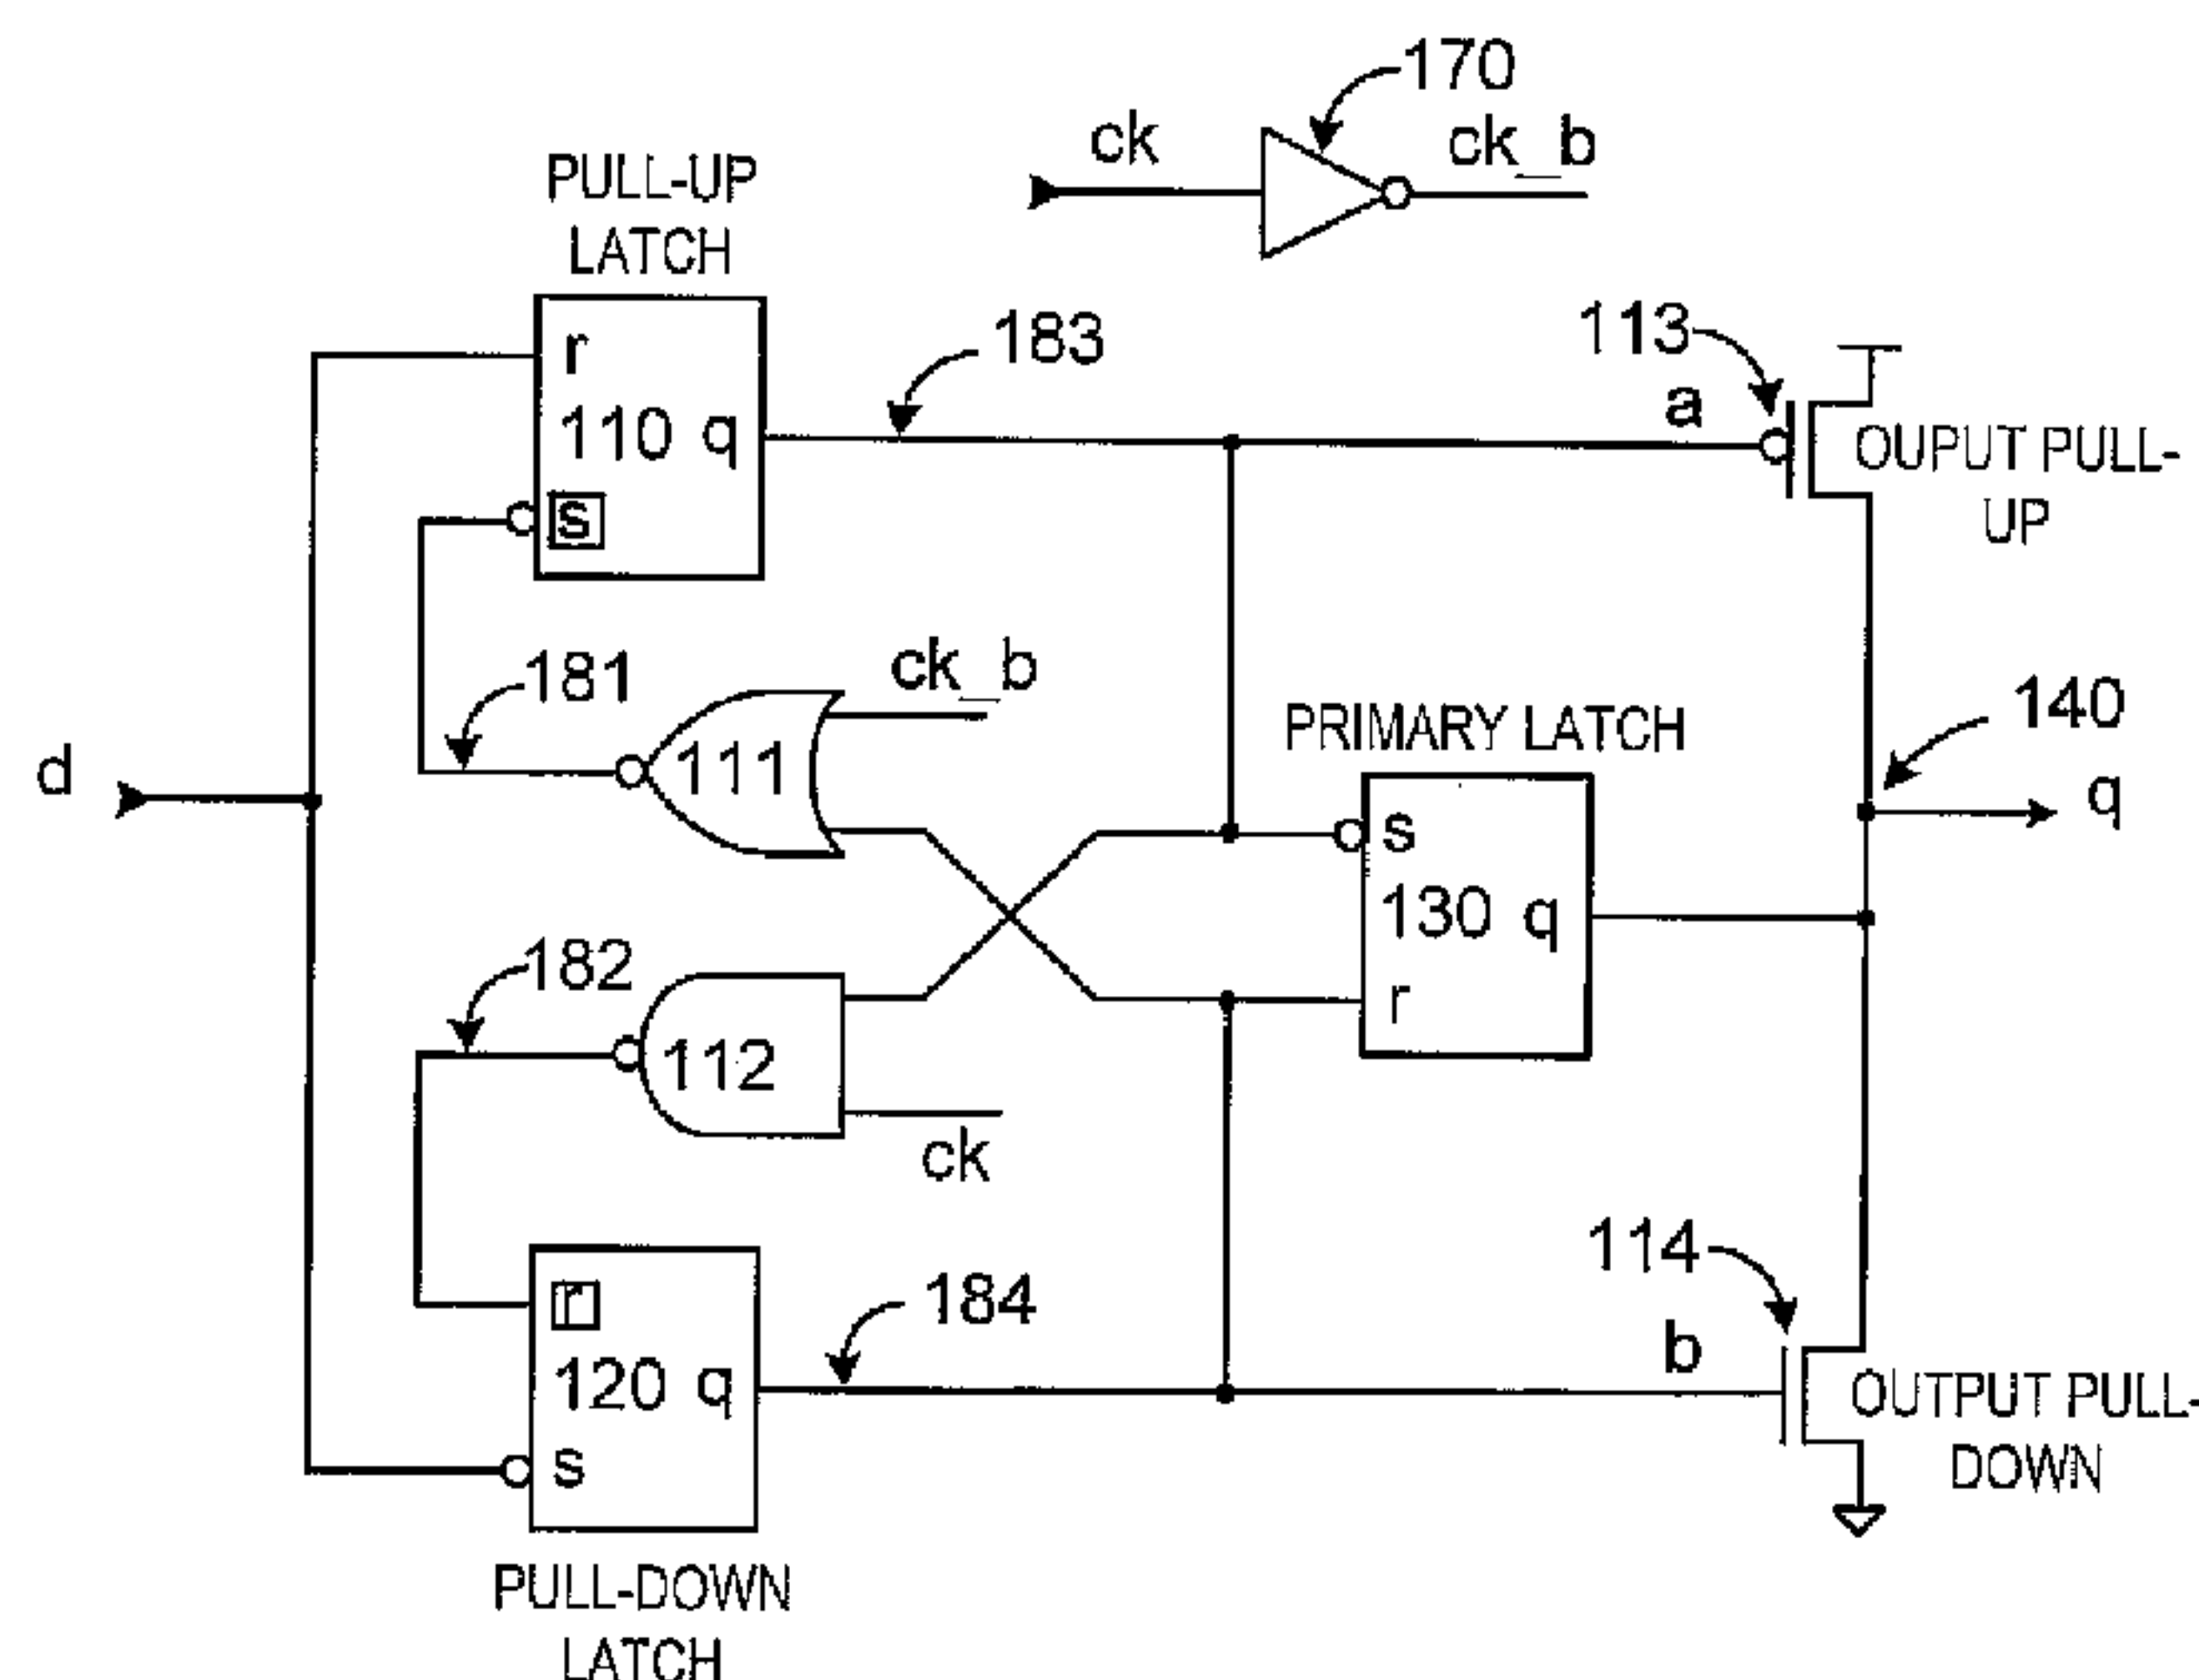 170
ck
ck_b
PULL-UP
LATCH
r
183
113
a
110 q
OUPUT PULL-
UP
s
181
ck_b
140
111
PRIMARY LATCH
d
q
s
130 q
182
r
112
ck
184
114
r
b
120 q
OUTPUT PULL-
DOWN
s
PULL-DOWN
LATCH